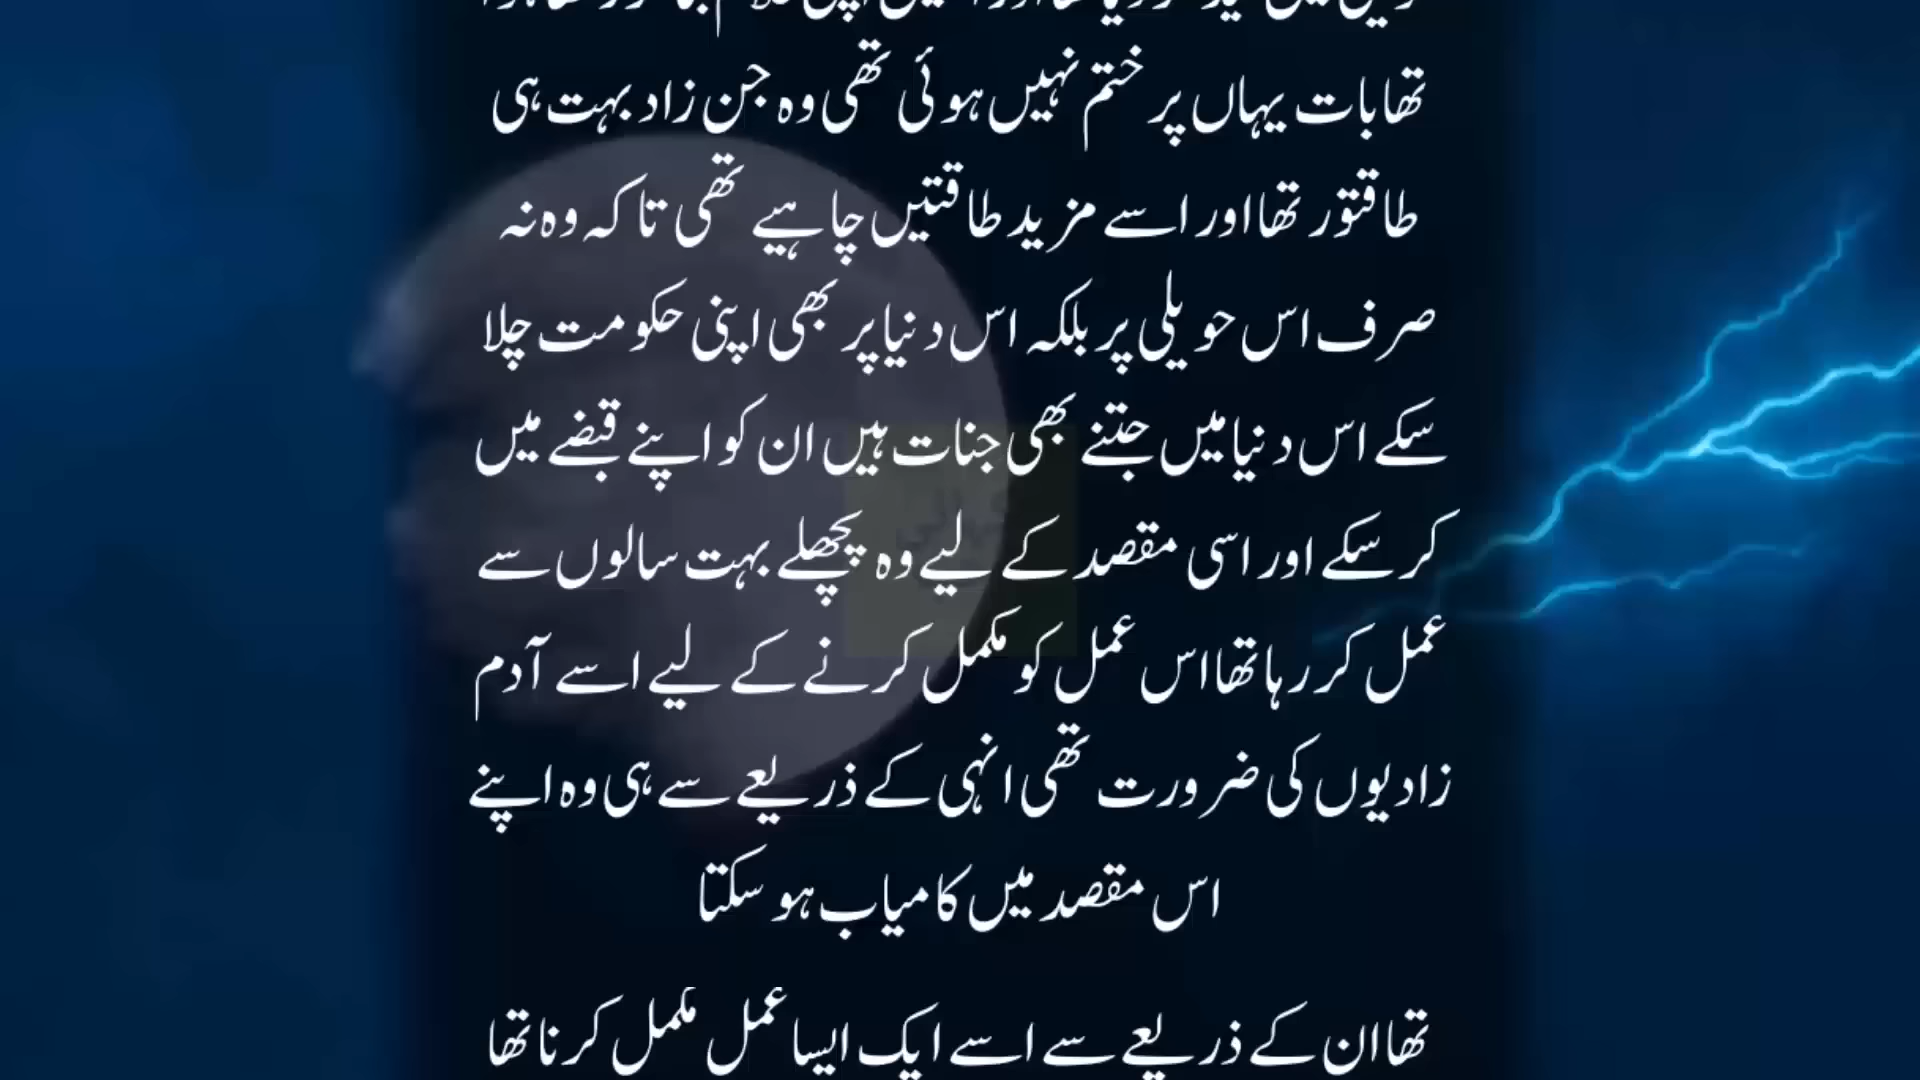 تھا بات یہاں پر ختم نہیں ہوئی تھی وہ جن زاد بہت ہی
طاقتور تھا اور اسے مزید طاقتیں چاہیے تھی تاکہ وہ نہ
صرف اس حویلی پر بلکہ اس دنیا پر بھی اپنی حکومت چلا
سکے اس دنیا میں جتنے بھی جنات ہیں ان کو اپنے قبضے میں
کر سکے اور اسی مقصد کے لیے وہ پچھلے بہت سالوں سے
عمل کر رہا تھا اس عمل کو مکمل کرنے کے لیے اسے آدم
زادیوں کی ضرورت تھی انہی کے ذریعے سے ہی وہ اپنے
اس مقصد میں کامیاب ہو سکتا
تھا ان کے ذریعے سے اسے ایک ایسا عمل مکمل کرنا تھا